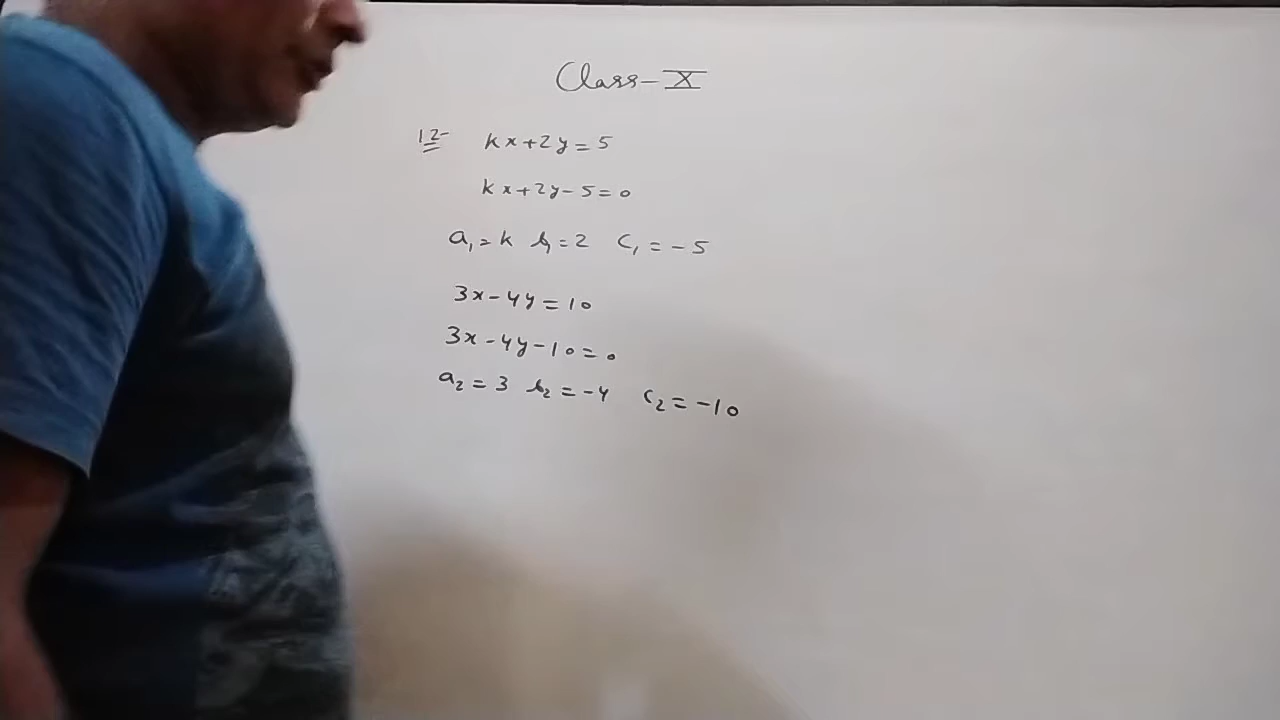 Class-X
12- kx+2y=5
kx+2y-5=0
a₁=k b₁=2 c₁=-5
3x-4y=10
3x-4y-10=0
a₂=3 b₂=-4 c₂=-10